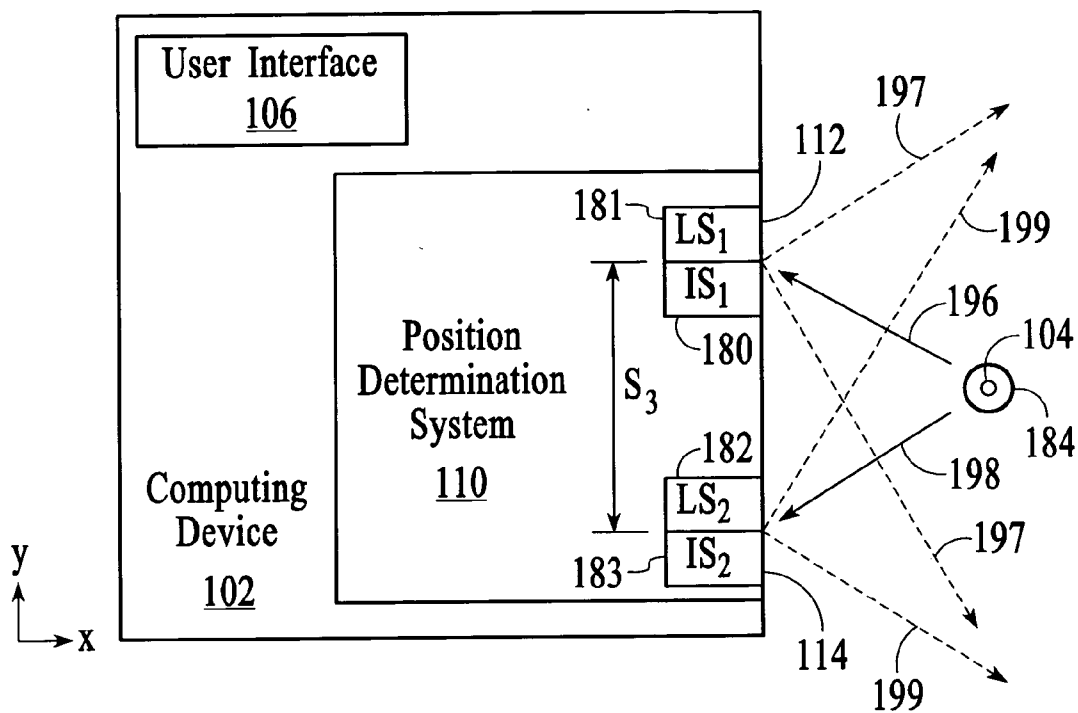 User Interface
106
197
112
181
LS1
199
IS1
196
180
104
Position
Determination
System
110
S3
184
182
198
Computing
Device
102
LS2
197
183
IS2
y
x
114
199